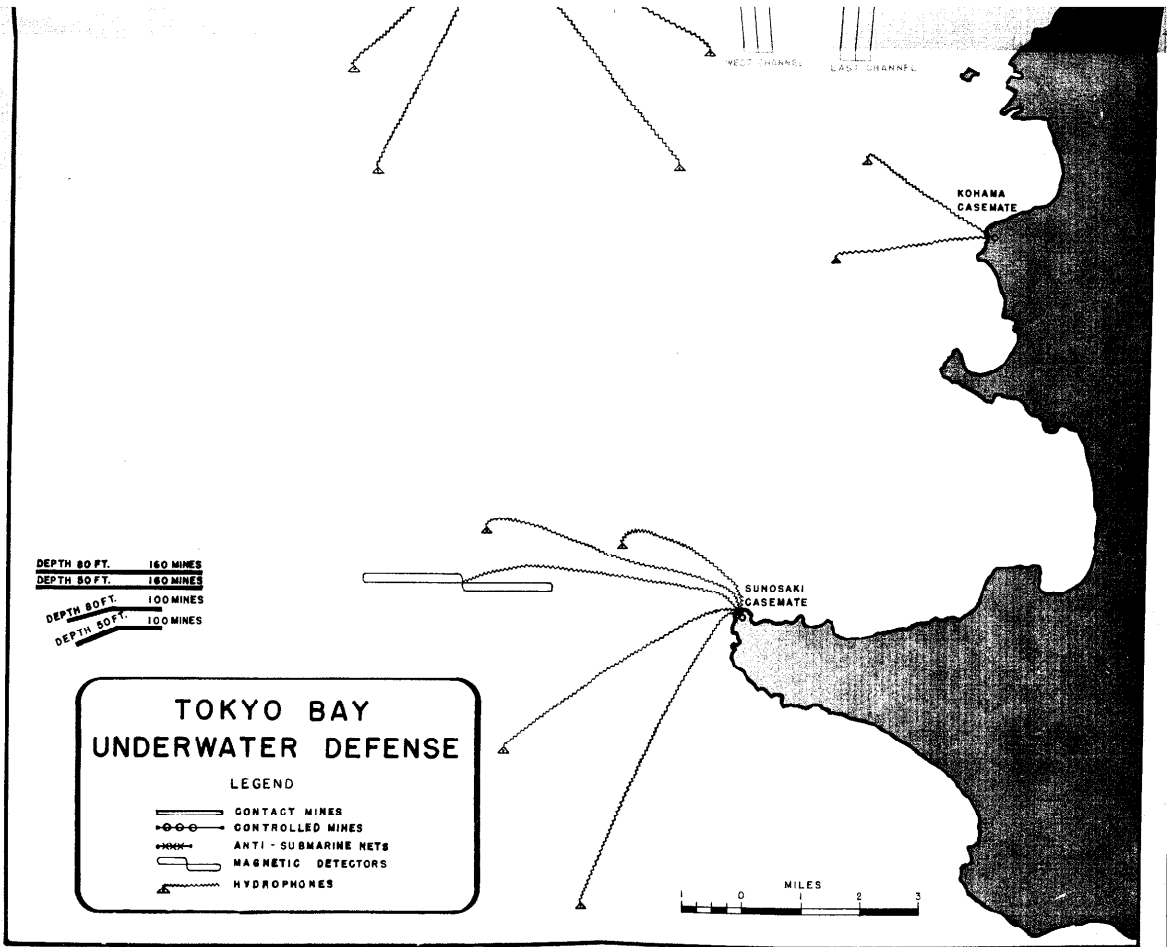 WEST CHANNEL
EAST CHANNEL
KOHAMA
CASEMATE
DEPTH 80 FT. 160 MINES
DEPTH 50 FT. 160 MINES
DEPTH 80 FT. 100 MINES
DEPTH 50 FT. 100 MINES
SUNOSAKI
CASEMATE
TOKYO BAY
UNDERWATER DEFENSE
LEGEND
CONTACT MINES
CONTROLLED MINES
ANTI-SUBMARINE NETS
MAGNETIC DETECTORS
HYDROPHONES
MILES
1 0 1 2 3